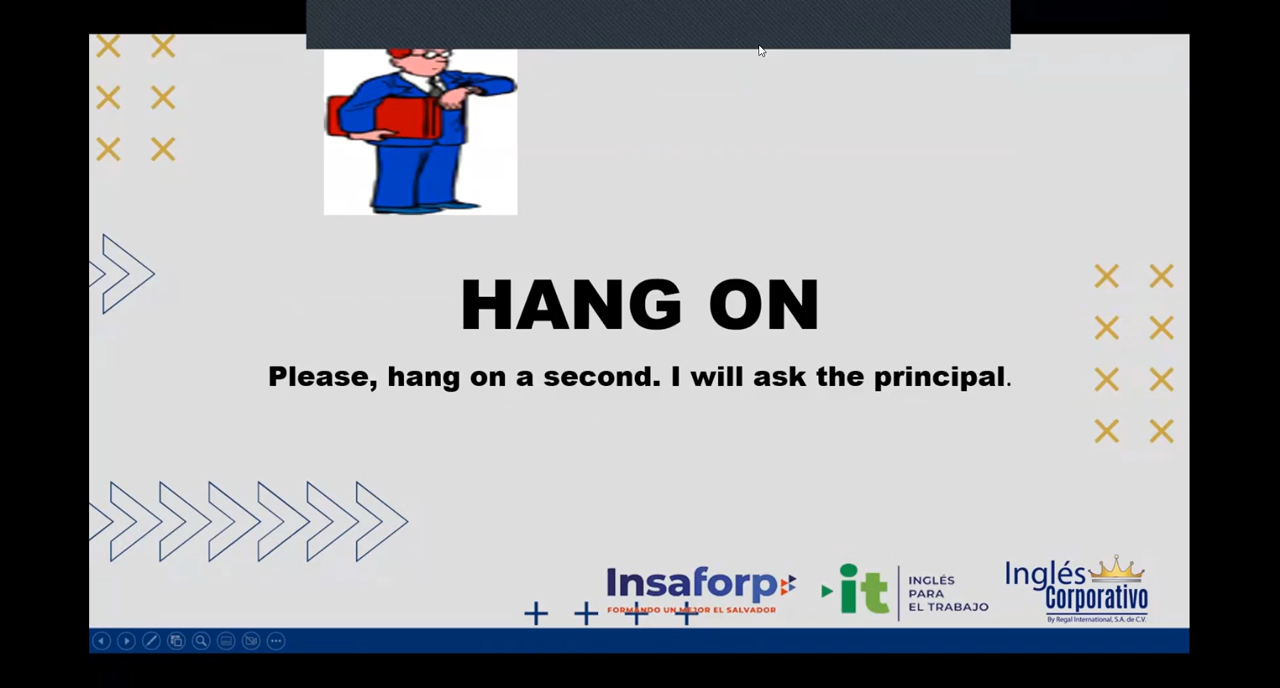 HANG ON
Please, hang on a second. I will ask the principal.
Insaforp
FORMANDO UN MEJOR EL SALVADOR
it
INGLÉS
PARA
EL TRABAJO
Inglés
Corporativo
By Regal International, S.A. de C.V.